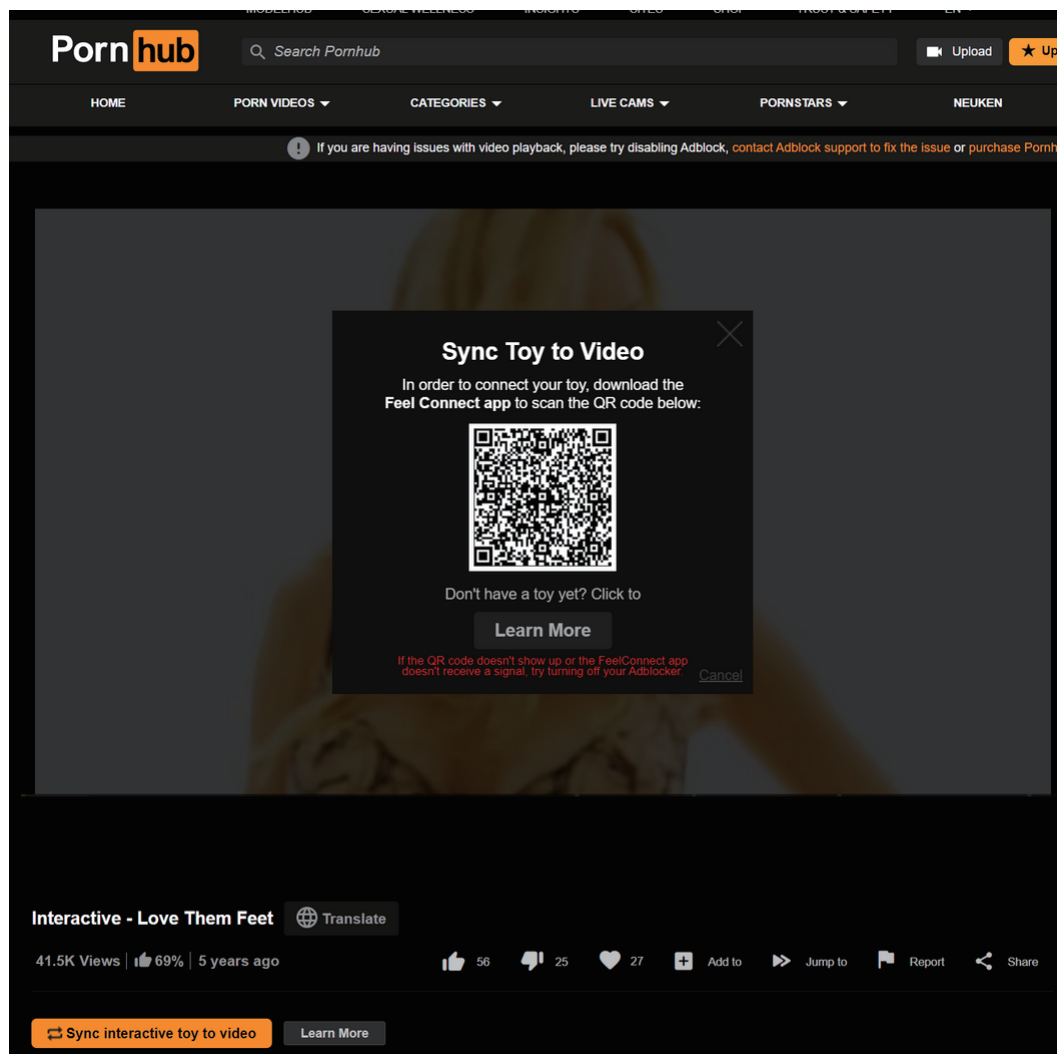 Porn hub
Search Pornhub
Upload
HOME
PORN VIDEOS
CATEGORIES
LIVE CAMS
PORNSTARS
NEUKEN
If you are having issues with video playback, please try disabling Adblock, contact Adblock support to fix the issue or purchase
Sync Toy to Video
In order to connect your toy, download the
Feel Connect app to scan the QR code below:
Don't have a toy yet? Click to
Learn More
If the QR code doesn't show up or the FeelConnect app
doesn't receive a signal, try turning off your Adblocker.
Cancel
Interactive - Love Them Feet
Translate
41.5K Views
69%
5 years ago
56
25
27
Add to
Jump to
Report
Share
Sync interactive toy to video
Learn More